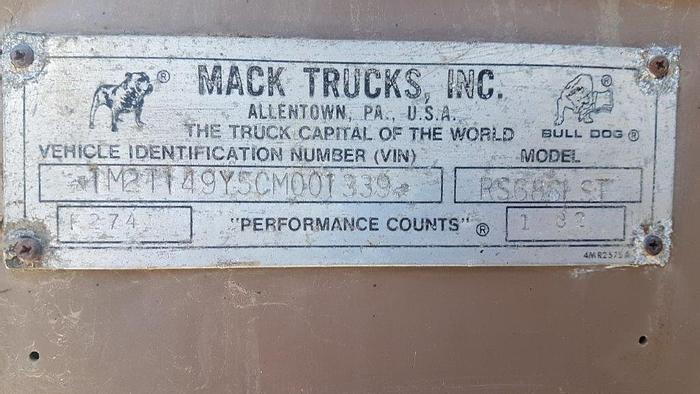 MACK TRUCKS, INC.
ALLENTOWN, PA., U.S.A.
THE TRUCK CAPITAL OF THE WORLD
BULL DOG ®
VEHICLE IDENTIFICATION NUMBER (VIN) MODEL
*1M2T149Y5CM001339*
"PERFORMANCE COUNTS" ®